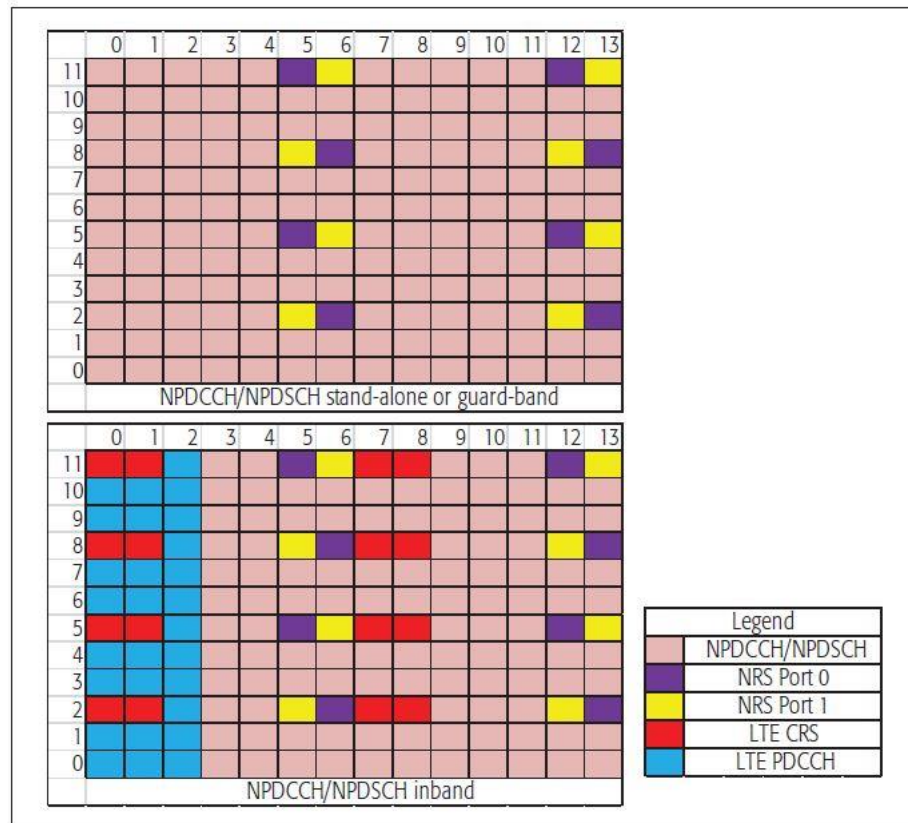 0 1 2 3 4 5 6 7 8 9 10 11 12 13
11
10
9
8
7
6
5
4
3
2
1
0
NPDCCH/NPDSCH stand-alone or guard-band
0 1 2 3 4 5 6 7 8 9 10 11 12 13
11
10
9
8
7
6
5
4
3
2
1
0
NPDCCH/NPDSCH inband
Legend
NPDCCH/NPDSCH
NRS Port 0
NRS Port 1
LTE CRS
LTE PDCCH